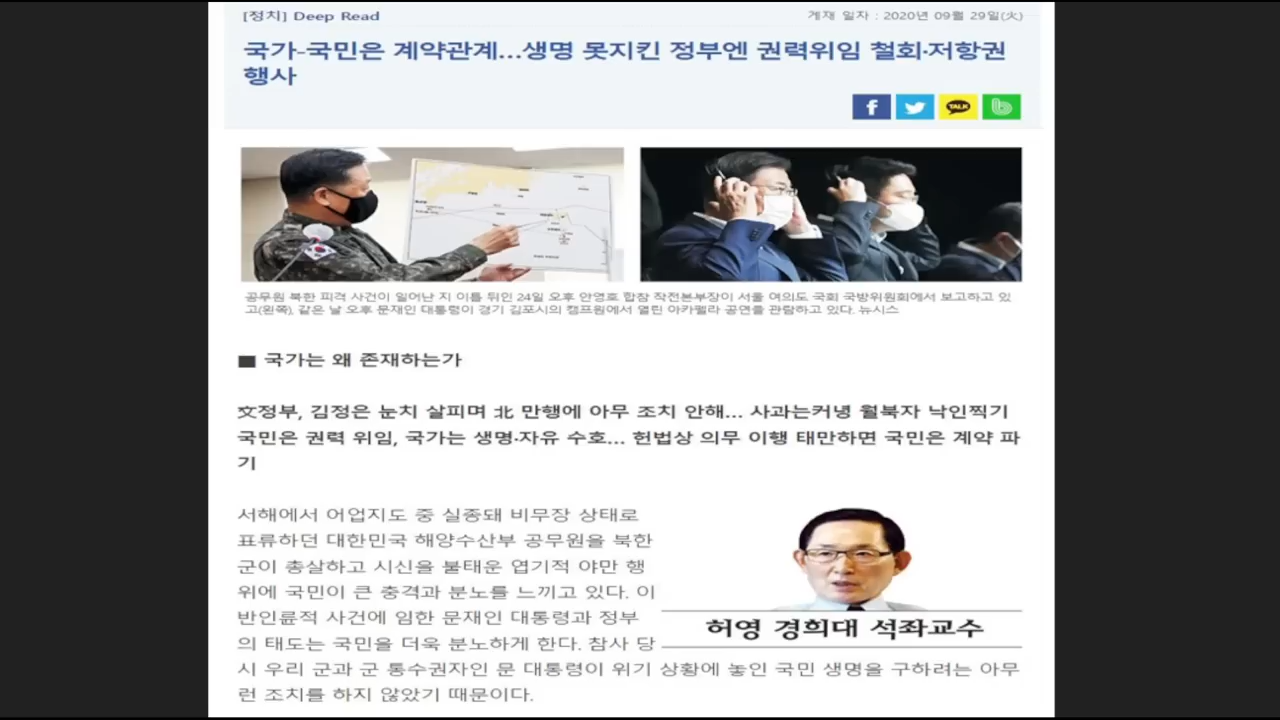 [정치] Deep Read
게재 일자 : 2020년 09월 29일(火)
국가-국민은 계약관계…생명 못지킨 정부엔 권력위임 철회·저항권
행사
f
TALK
b
공무원 북한 피격 사건이 일어난 지 이틀 뒤인 24일 오후 안영호 합참 작전본부장이 서울 여의도 국회 국방위원회에서 보고하고 있
고(왼쪽), 같은 날 오후 문재인 대통령이 경기 김포시의 캠프원에서 열린 아카펠라 공연을 관람하고 있다. 뉴시스
■ 국가는 왜 존재하는가
文정부, 김정은 눈치 살피며 北 만행에 아무 조치 안해… 사과는커녕 월북자 낙인찍기
국민은 권력 위임, 국가는 생명·자유 수호… 헌법상 의무 이행 태만하면 국민은 계약 파
기
서해에서 어업지도 중 실종돼 비무장 상태로
표류하던 대한민국 해양수산부 공무원을 북한
군이 총살하고 시신을 불태운 엽기적 야만 행
위에 국민이 큰 충격과 분노를 느끼고 있다. 이
반인륜적 사건에 임한 문재인 대통령과 정부
의 태도는 국민을 더욱 분노하게 한다. 참사 당
허영 경희대 석좌교수
시 우리 군과 군 통수권자인 문 대통령이 위기 상황에 놓인 국민 생명을 구하려는 아무
런 조치를 하지 않았기 때문이다.